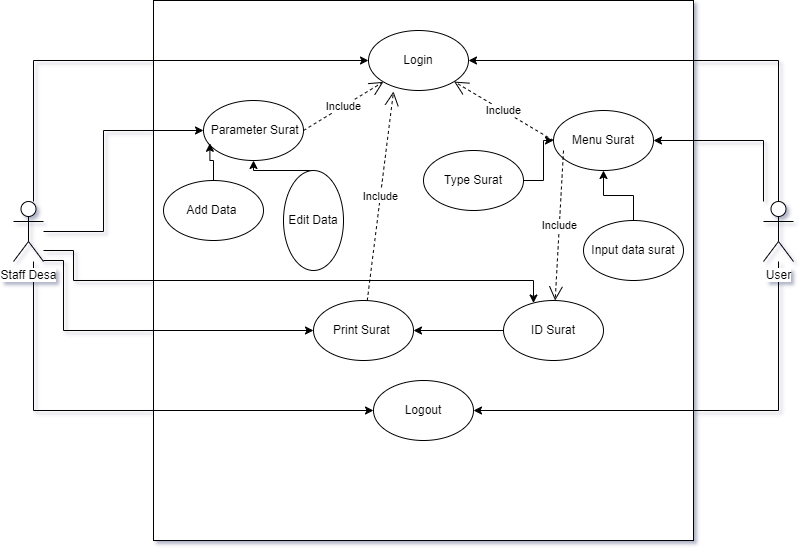 Login
Include
Include
Parameter Surat
Menu Surat
Type Surat
Include
Add Data
Edit Data
Include
Input data surat
Staff Desa
User
Print Surat
ID Surat
Logout